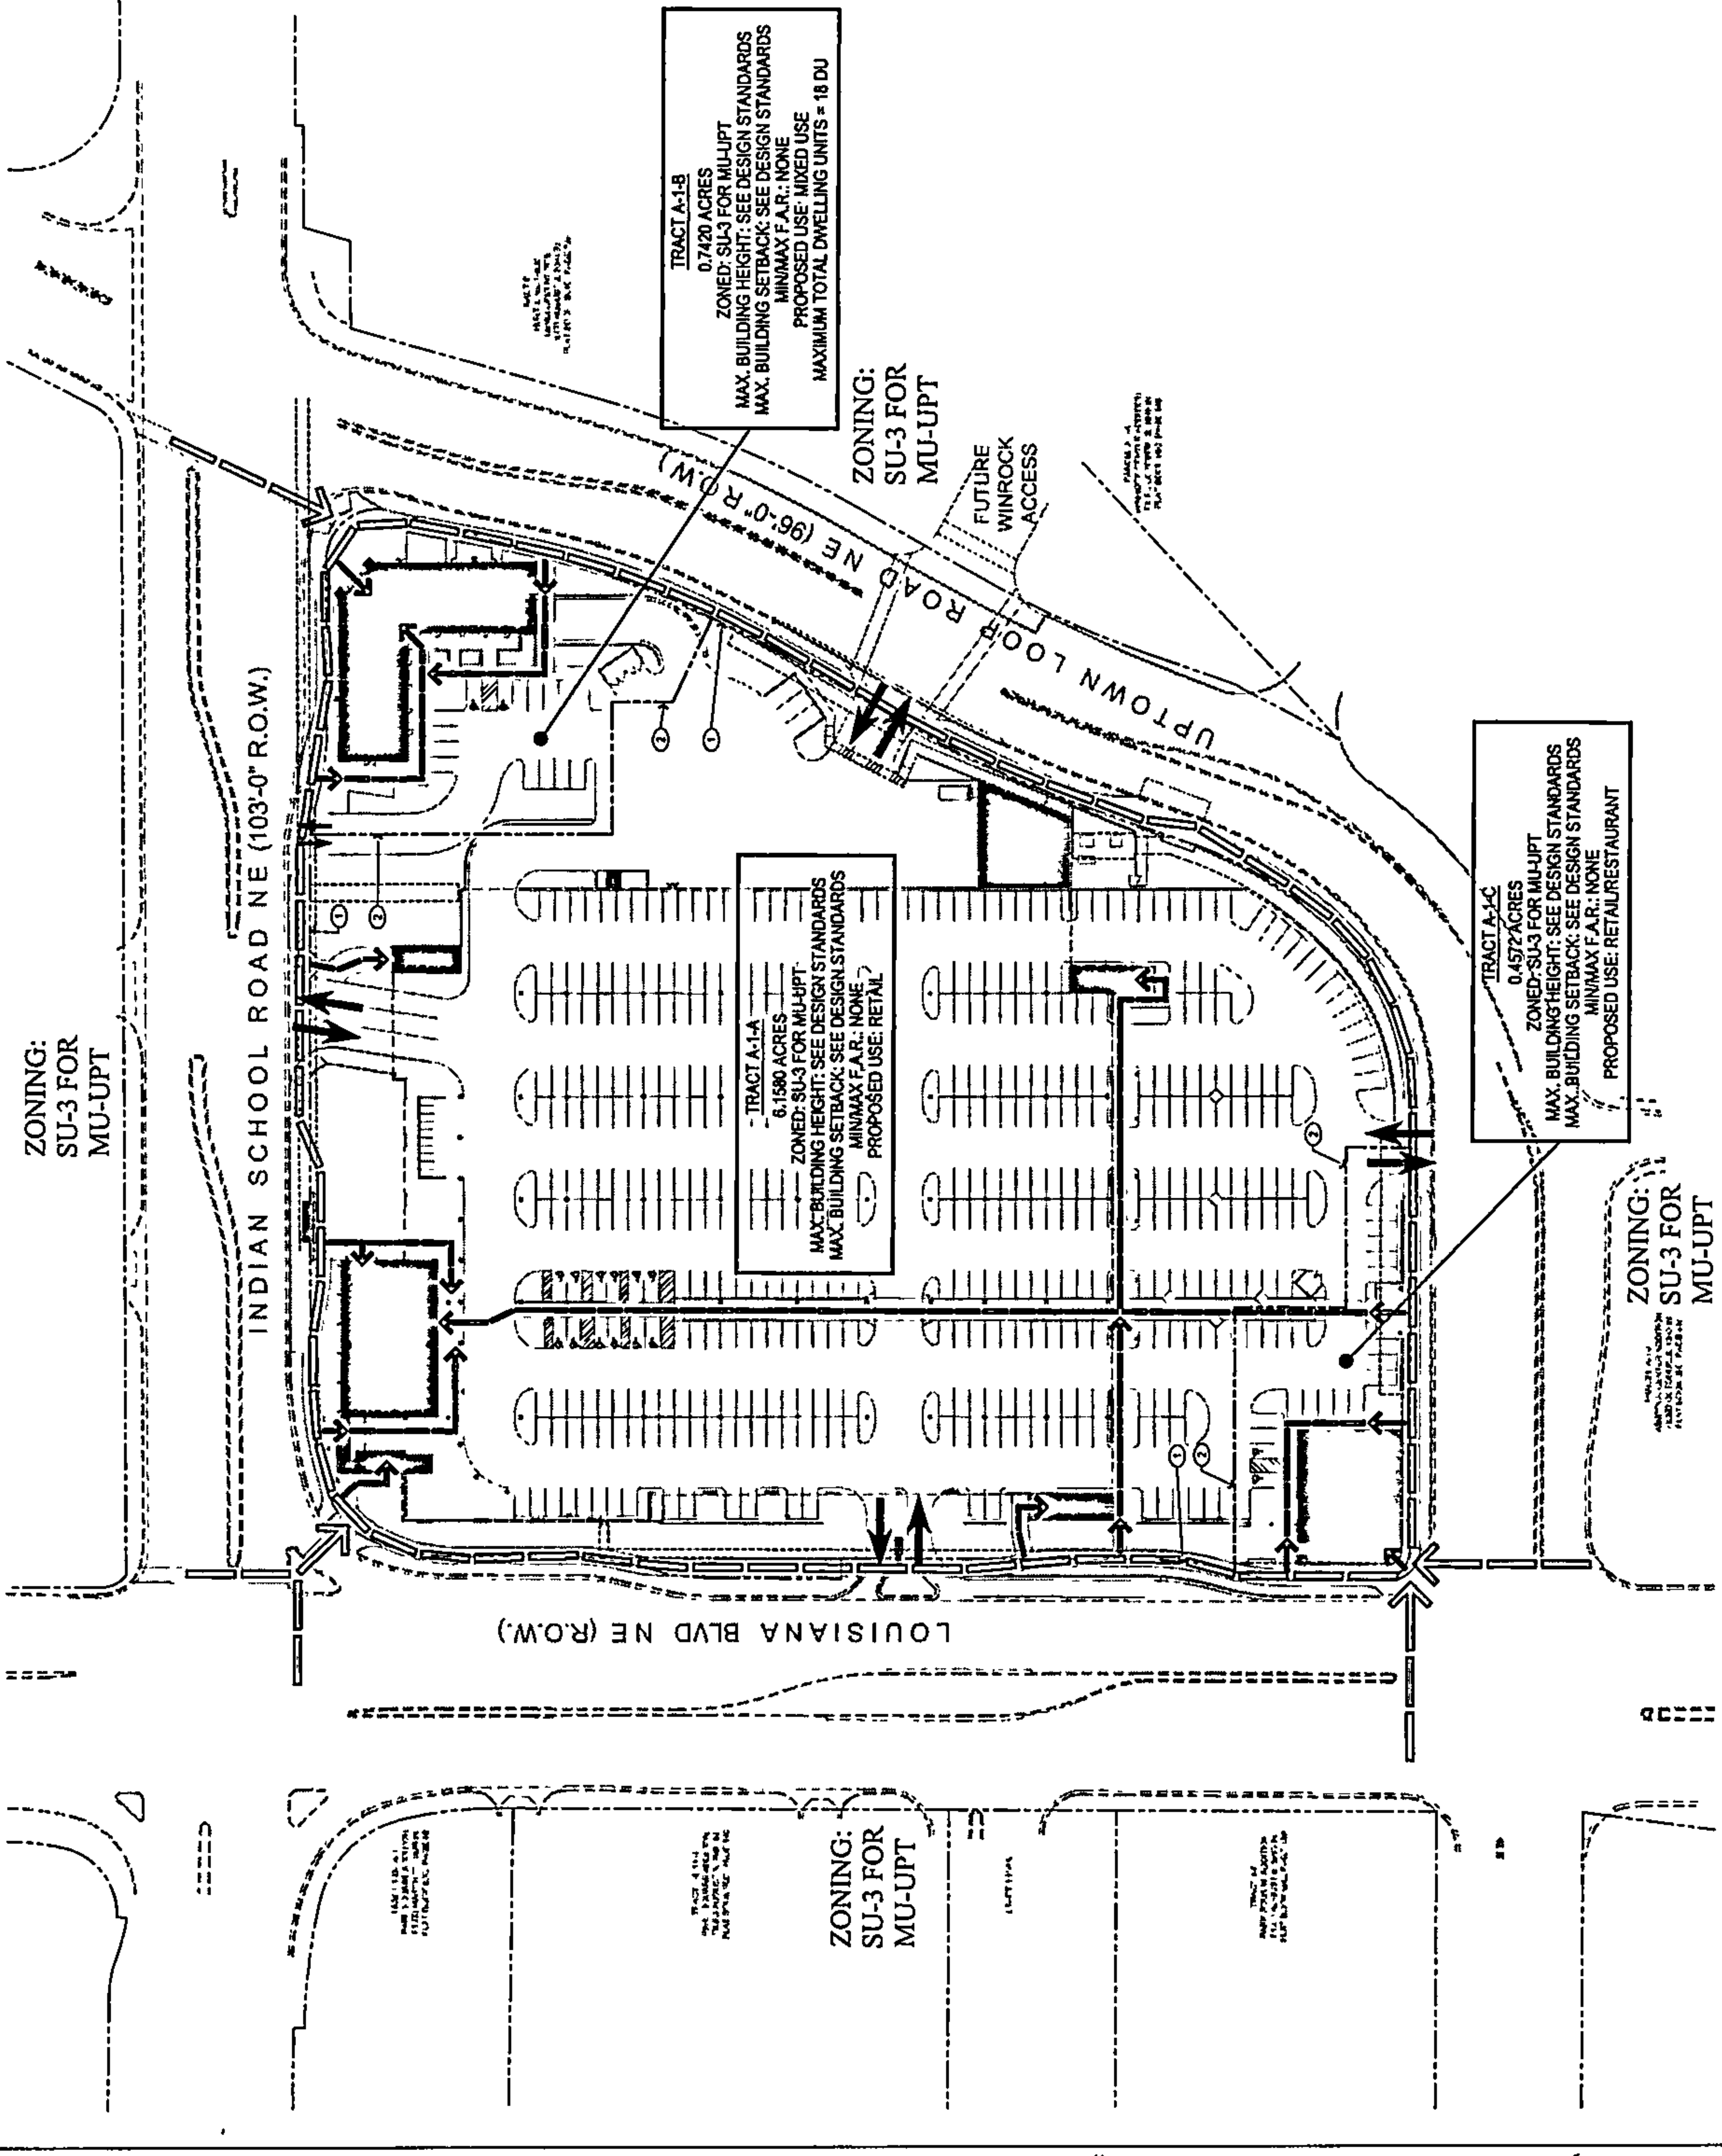 ZONING:
SU-3 FOR
MU-UPT
INDIAN SCHOOL ROAD NE (103'-0" R.O.W.)
TRACT A-1-B
0.7420 ACRES
ZONED: SU-3 FOR MU-UPT
MAX. BUILDING HEIGHT: SEE DESIGN STANDARDS
MAX. BUILDING SETBACK: SEE DESIGN STANDARDS
MIN/MAX F.A.R.: NONE
PROPOSED USE: MIXED USE
MAXIMUM TOTAL DWELLING UNITS = 18 DU
ZONING:
SU-3 FOR
MU-UPT
FUTURE
WINROCK
ACCESS
UPTOWN LOOP ROAD NE (96'-0" R.O.W.)
1
2
1
2
TRACT A-1-A
6.1580 ACRES
ZONED: SU-3 FOR MU-UPT
MAX. BUILDING HEIGHT: SEE DESIGN STANDARDS
MAX. BUILDING SETBACK: SEE DESIGN STANDARDS
MIN/MAX F.A.R.: NONE
PROPOSED USE: RETAIL
2
1
2
TRACT A-1-C
0.4572 ACRES
ZONED: SU-3 FOR MU-UPT
MAX. BUILDING HEIGHT: SEE DESIGN STANDARDS
MAX. BUILDING SETBACK: SEE DESIGN STANDARDS
MIN/MAX F.A.R.: NONE
PROPOSED USE: RETAIL/RESTAURANT
LOUISIANA BLVD NE (R.O.W.)
ZONING:
SU-3 FOR
MU-UPT
ZONING:
SU-3 FOR
MU-UPT